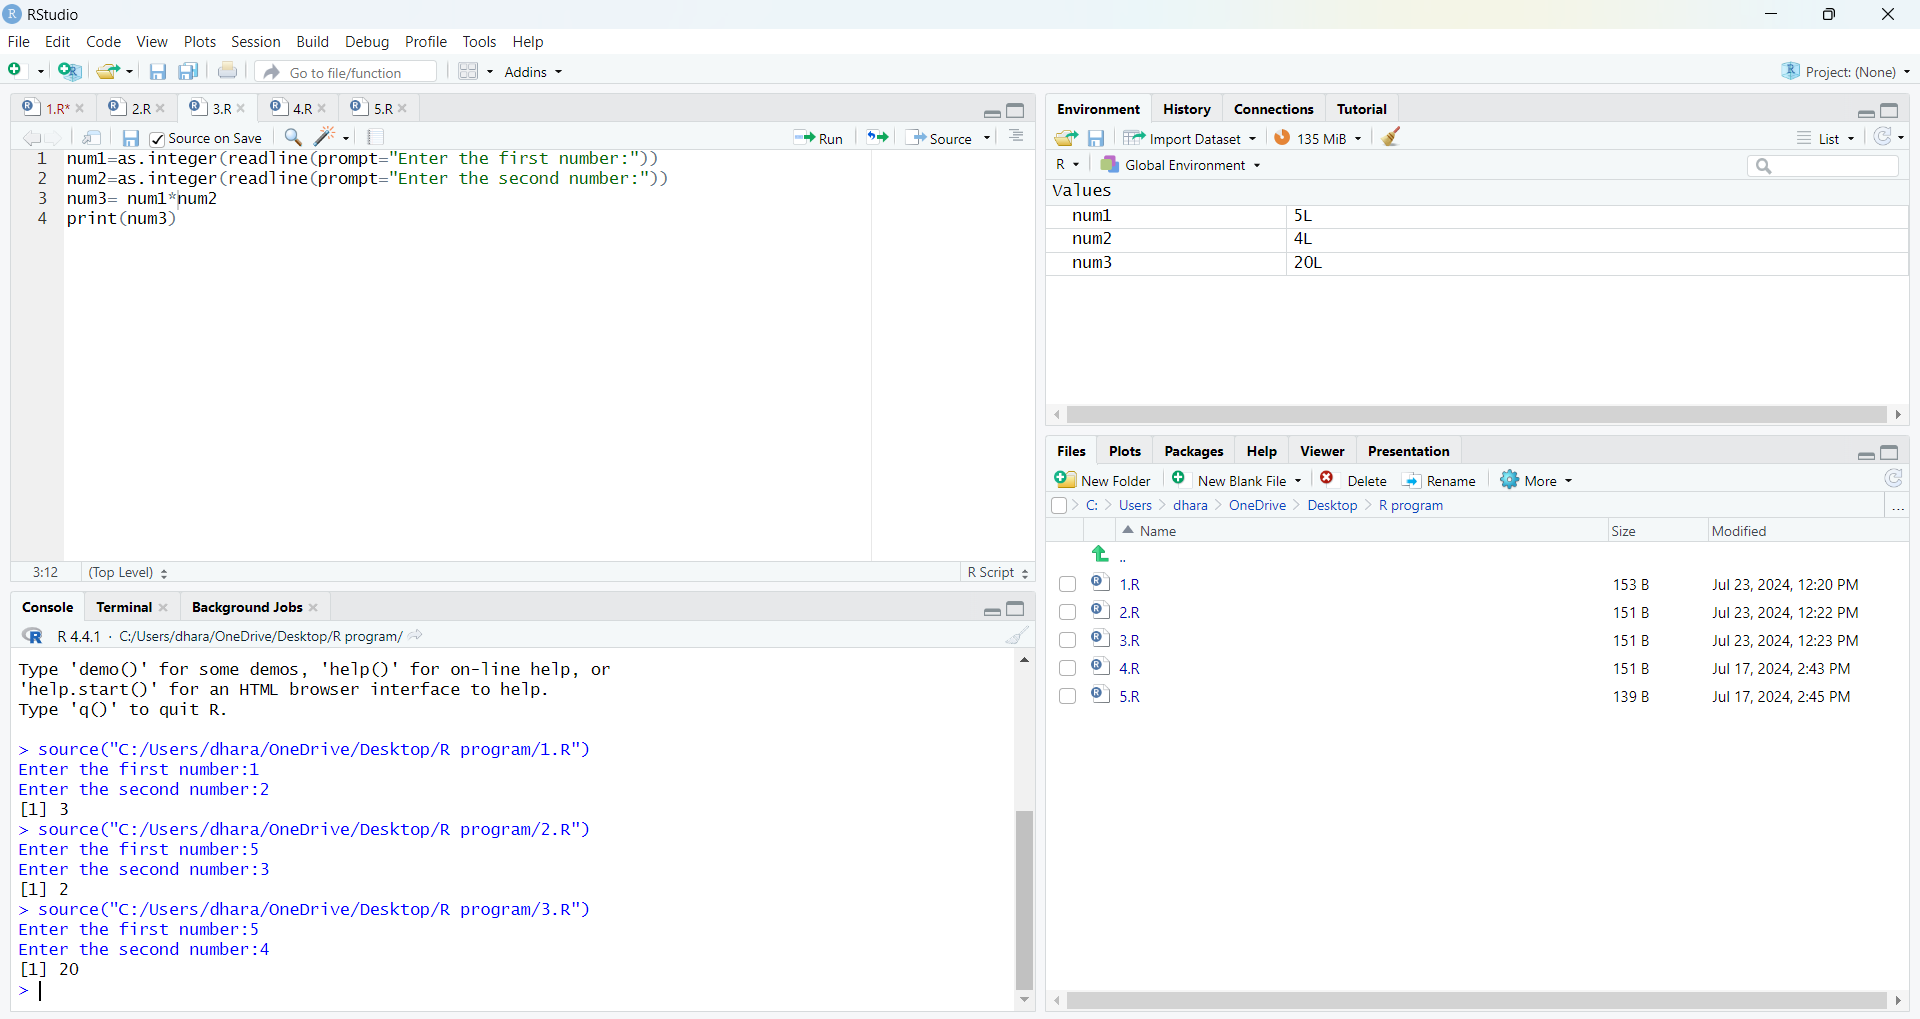 RStudio
File Edit Code View Plots Session Build Debug Profile Tools Help
Go to file/function Addins Project: (None)
1.R* 2.R 3.R 4.R 5.R
Source on Save Run Source
1 num1=as.integer(readline(prompt="Enter the first number:"))
2 num2=as.integer(readline(prompt="Enter the second number:"))
3 num3= num1*num2
4 print(num3)
3:12 (Top Level) R Script
Console Terminal Background Jobs
R 4.4.1 · C:/Users/dhara/OneDrive/Desktop/R program/
Type 'demo()' for some demos, 'help()' for on-line help, or
'help.start()' for an HTML browser interface to help.
Type 'q()' to quit R.
> source("C:/Users/dhara/OneDrive/Desktop/R program/1.R")
Enter the first number:1
Enter the second number:2
[1] 3
> source("C:/Users/dhara/OneDrive/Desktop/R program/2.R")
Enter the first number:5
Enter the second number:3
[1] 2
> source("C:/Users/dhara/OneDrive/Desktop/R program/3.R")
Enter the first number:5
Enter the second number:4
[1] 20
>
Environment History Connections Tutorial
Import Dataset 135 MiB List
R Global Environment
Values
num1 5L
num2 4L
num3 20L
Files Plots Packages Help Viewer Presentation
New Folder New Blank File Delete Rename More
C: > Users > dhara > OneDrive > Desktop > R program ...
Name Size Modified
..
1.R 153 B Jul 23, 2024, 12:20 PM
2.R 151 B Jul 23, 2024, 12:22 PM
3.R 151 B Jul 23, 2024, 12:23 PM
4.R 151 B Jul 17, 2024, 2:43 PM
5.R 139 B Jul 17, 2024, 2:45 PM